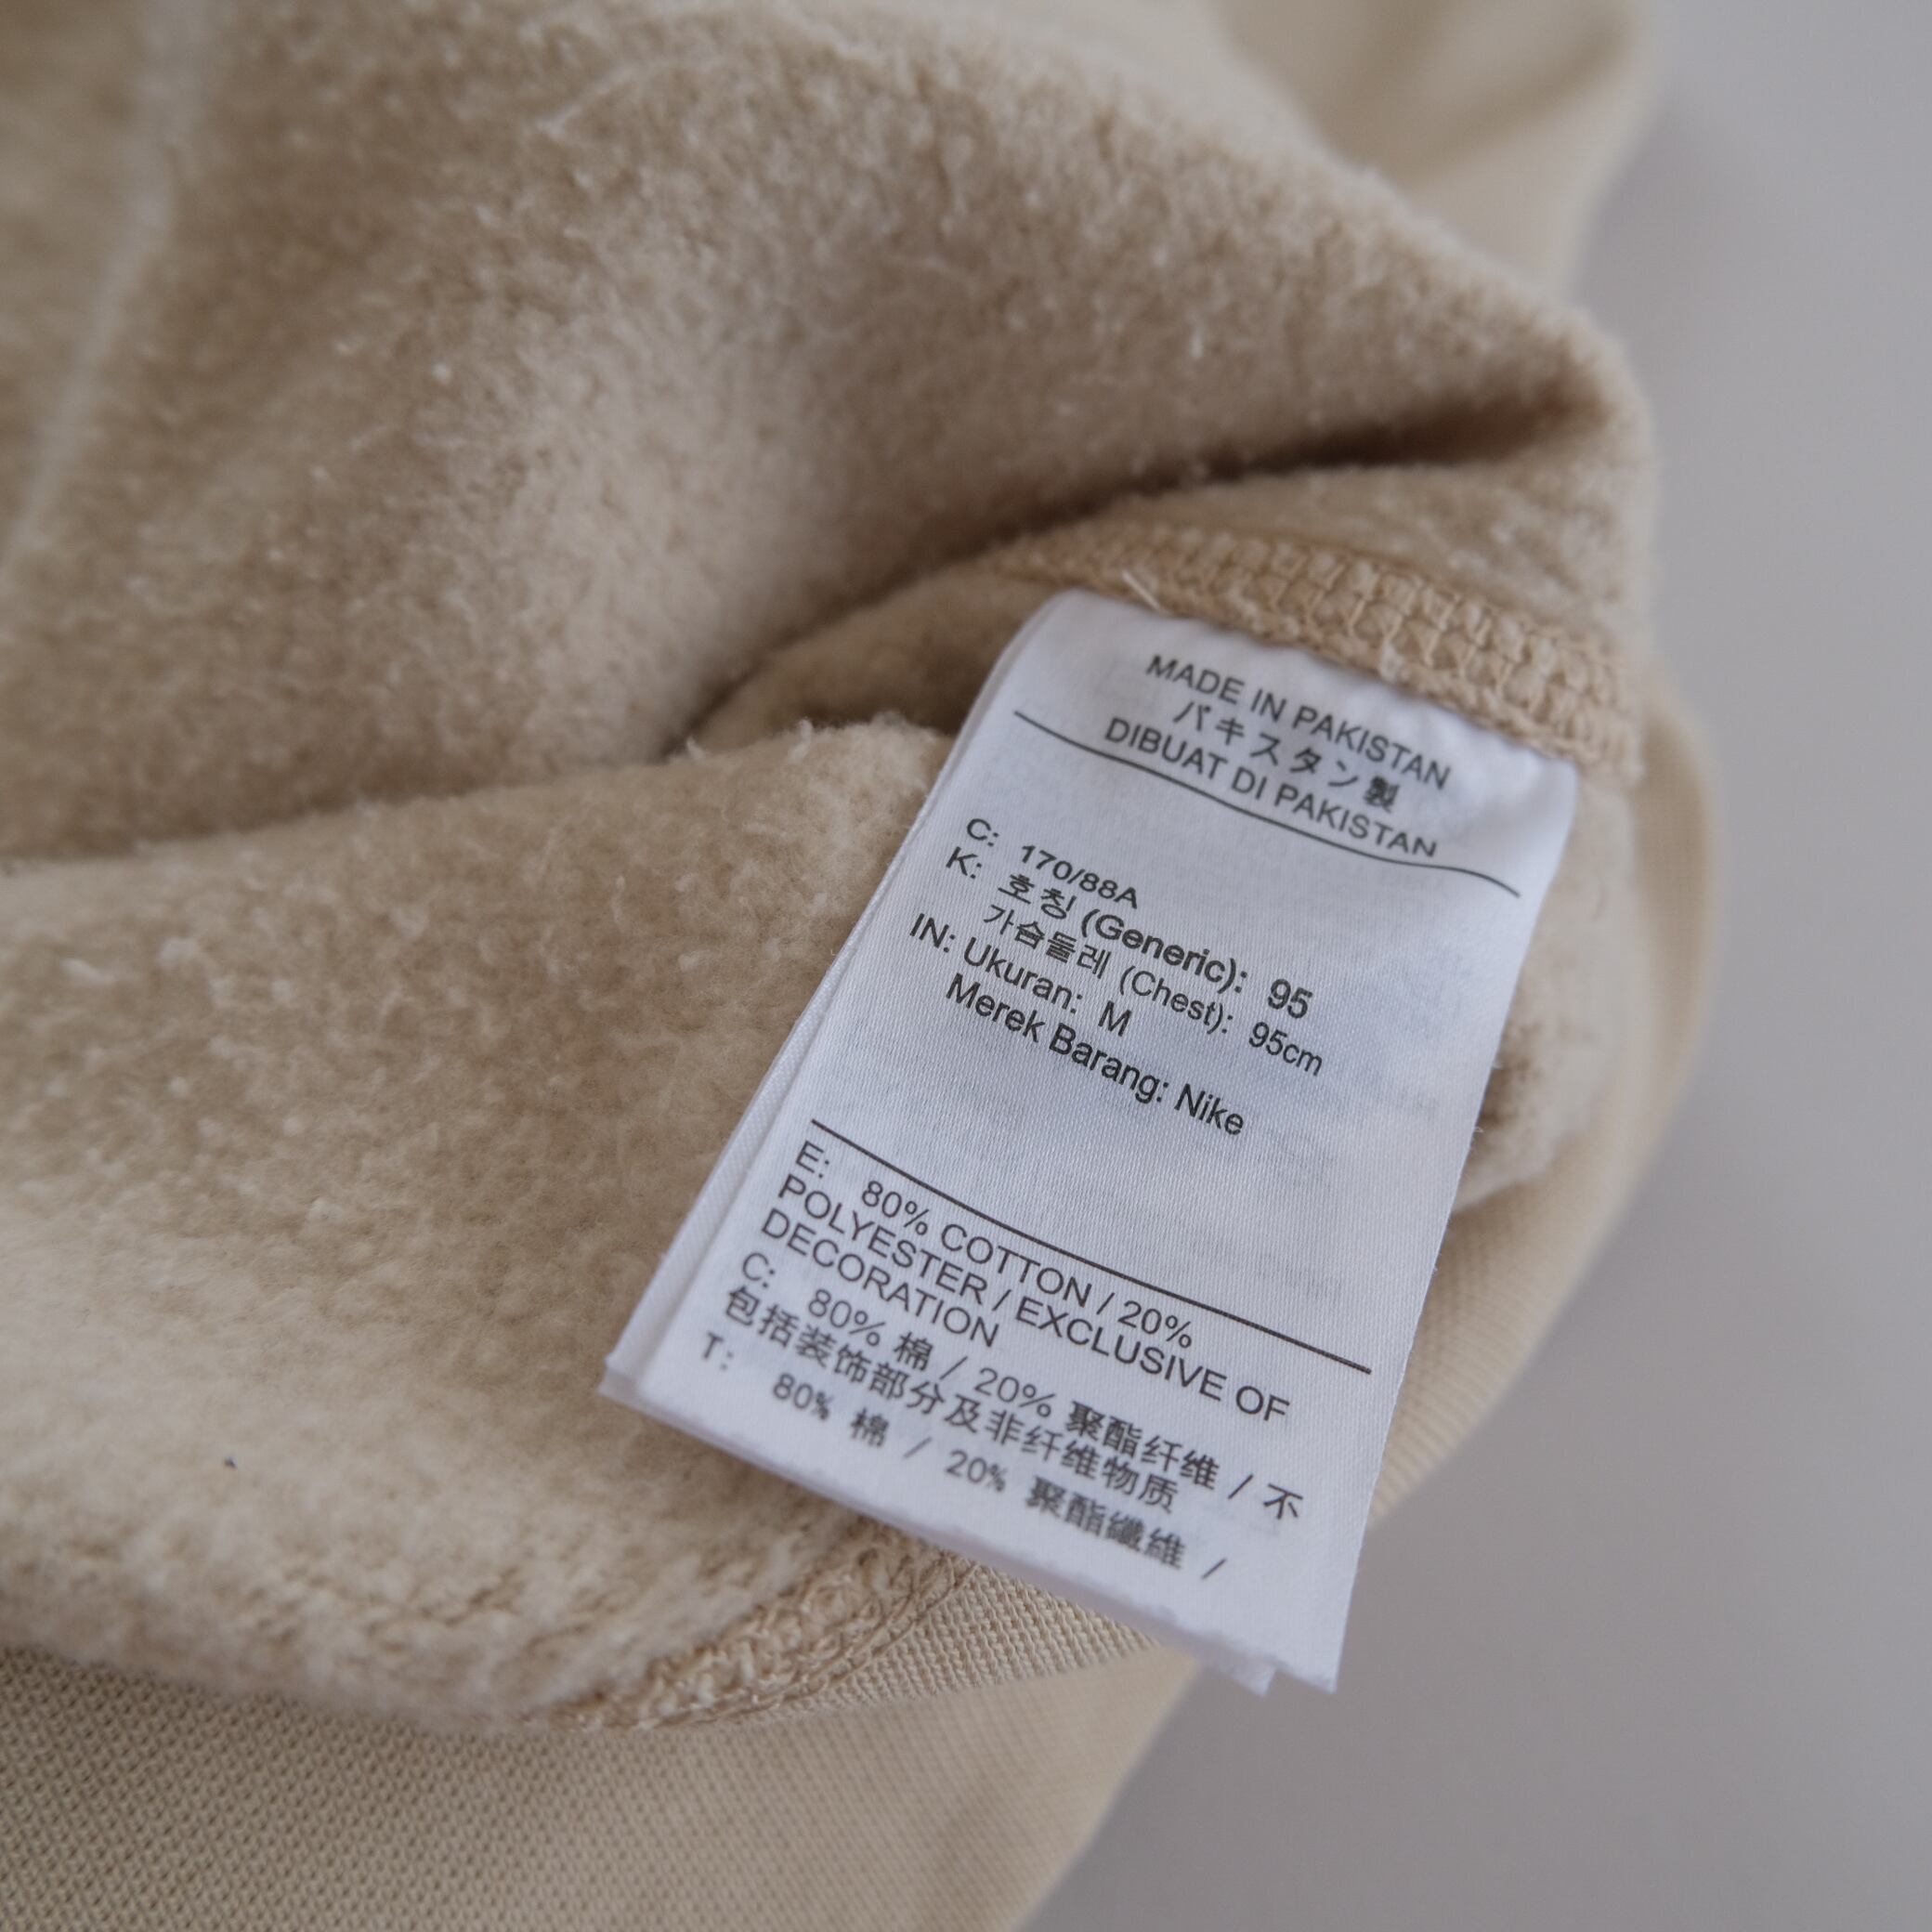 MADE IN PAKISTAN
パキスタン製
DIBUAT DI PAKISTAN
C: 170/88A
K: 호칭 (Generic): 95
가슴둘레 (Chest): 95cm
IN: Ukuran: M
Merek Barang: Nike
E: 80% COTTON / 20%
POLYESTER / EXCLUSIVE OF
DECORATION
C: 80% 棉 / 20% 聚酯纤维 / 不
包括装饰部分及非纤维物质
T: 80% 棉 / 20% 聚酯纖維 /